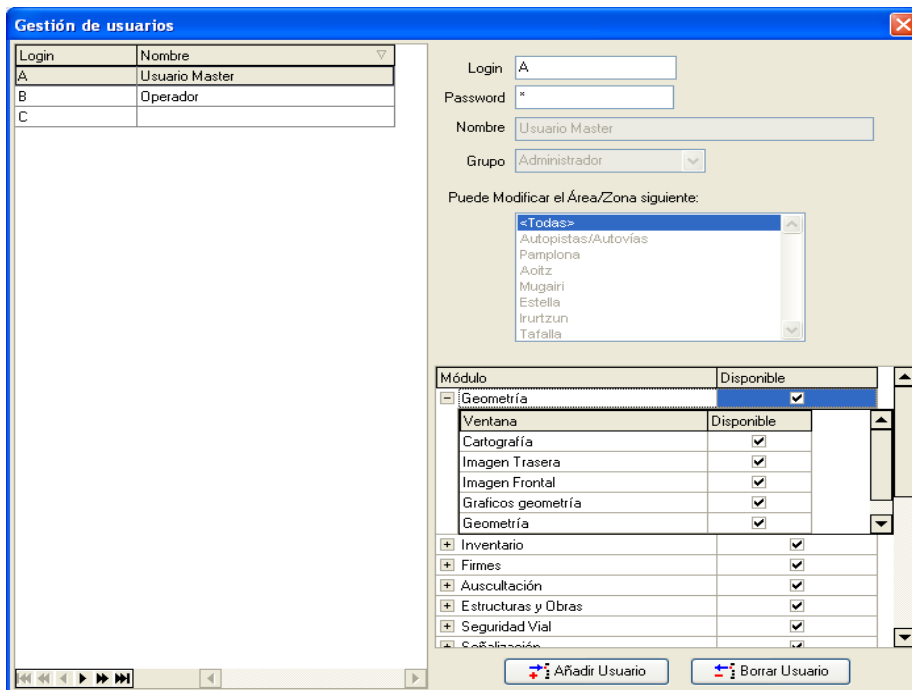 Gestión de usuarios
Login Nombre
A Usuario Master
B Operador
C
Login A
Password *
Nombre Usuario Master
Grupo Administrador
Puede Modificar el Área/Zona siguiente:
<Todas>
Autopistas/Autovías
Pamplona
Aoitz
Mugairi
Estella
Irurtzun
Tafalla
Módulo Disponible
Geometría
Ventana Disponible
Cartografía
Imagen Trasera
Imagen Frontal
Graficos geometría
Geometría
Inventario
Firmes
Auscultación
Estructuras y Obras
Seguridad Vial
Señalización
Añadir Usuario Borrar Usuario